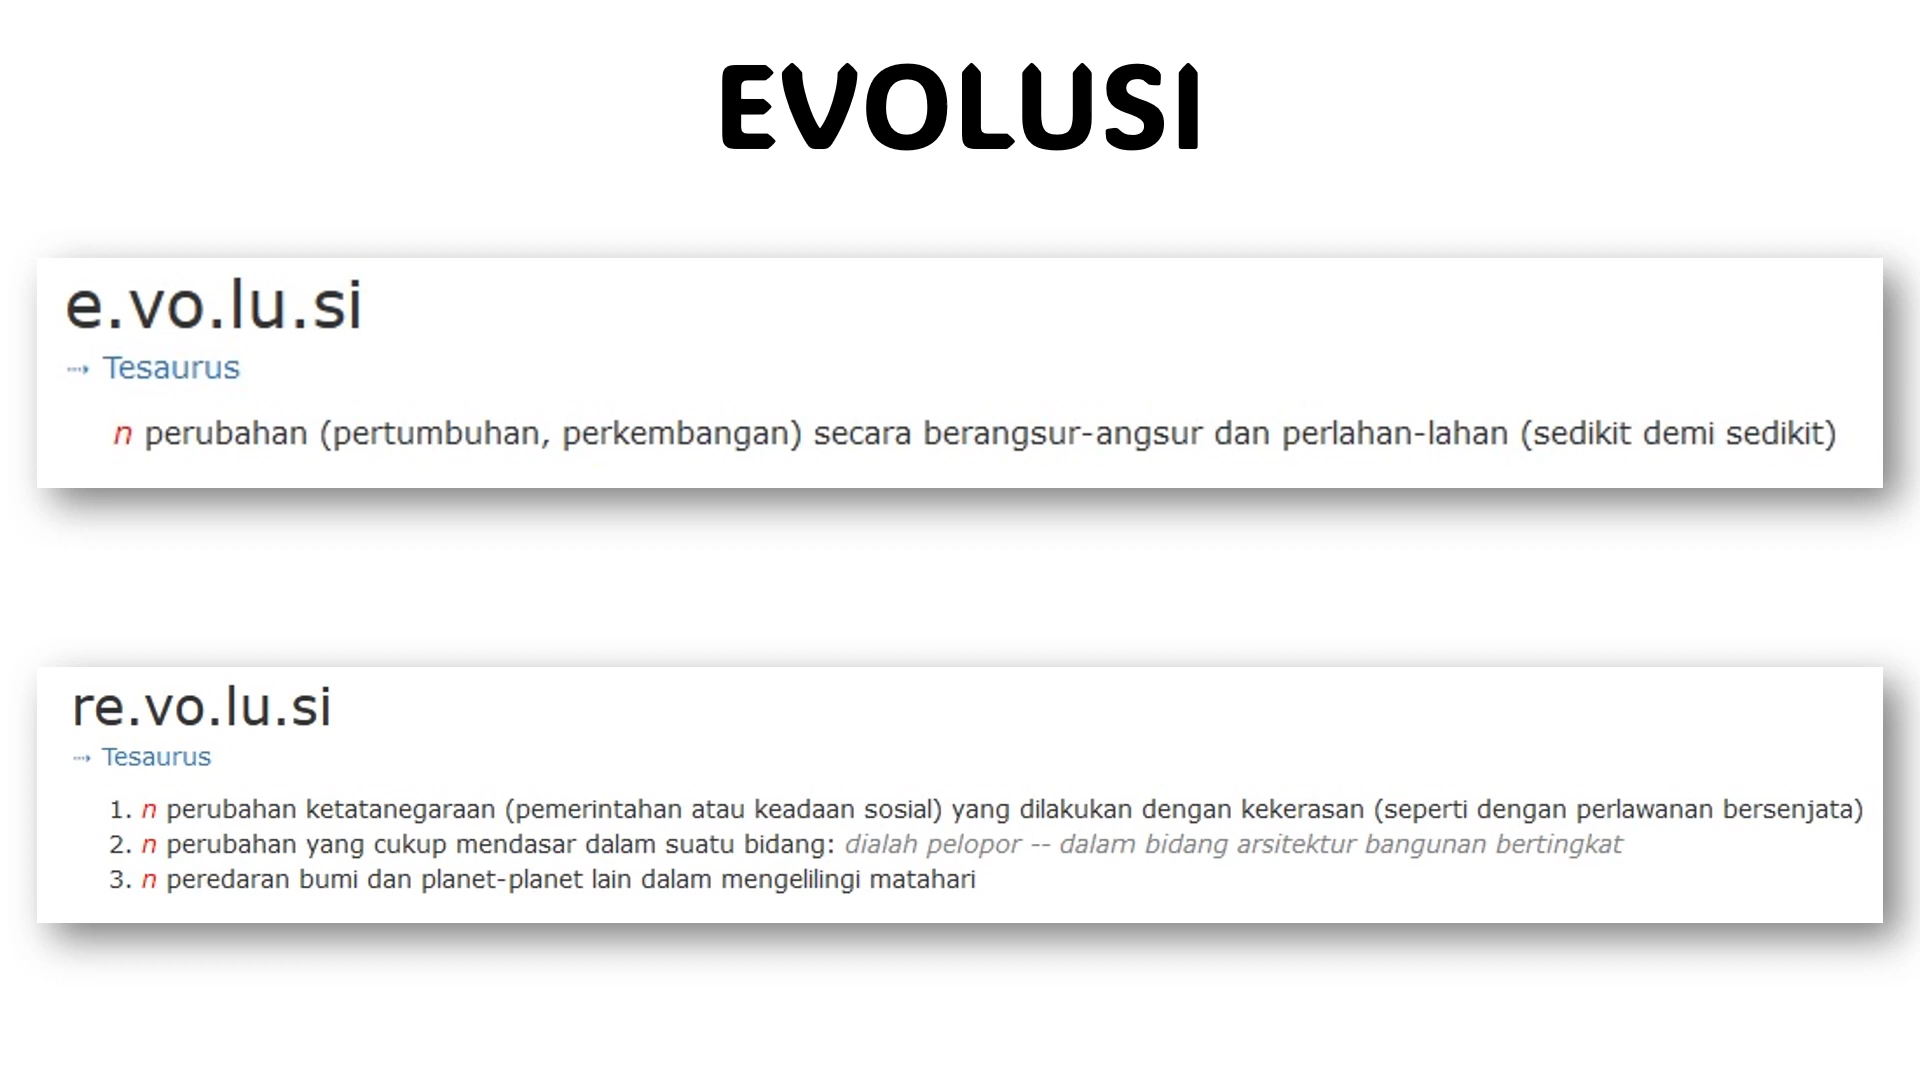 EVOLUSI
e.vo.lu.si
⤑ Tesaurus
n perubahan (pertumbuhan, perkembangan) secara berangsur-angsur dan perlahan-lahan (sedikit demi sedikit)
re.vo.lu.si
⤑ Tesaurus
1. n perubahan ketatanegaraan (pemerintahan atau keadaan sosial) yang dilakukan dengan kekerasan (seperti dengan perlawanan bersenjata)
2. n perubahan yang cukup mendasar dalam suatu bidang: dialah pelopor -- dalam bidang arsitektur bangunan bertingkat
3. n peredaran bumi dan planet-planet lain dalam mengelilingi matahari